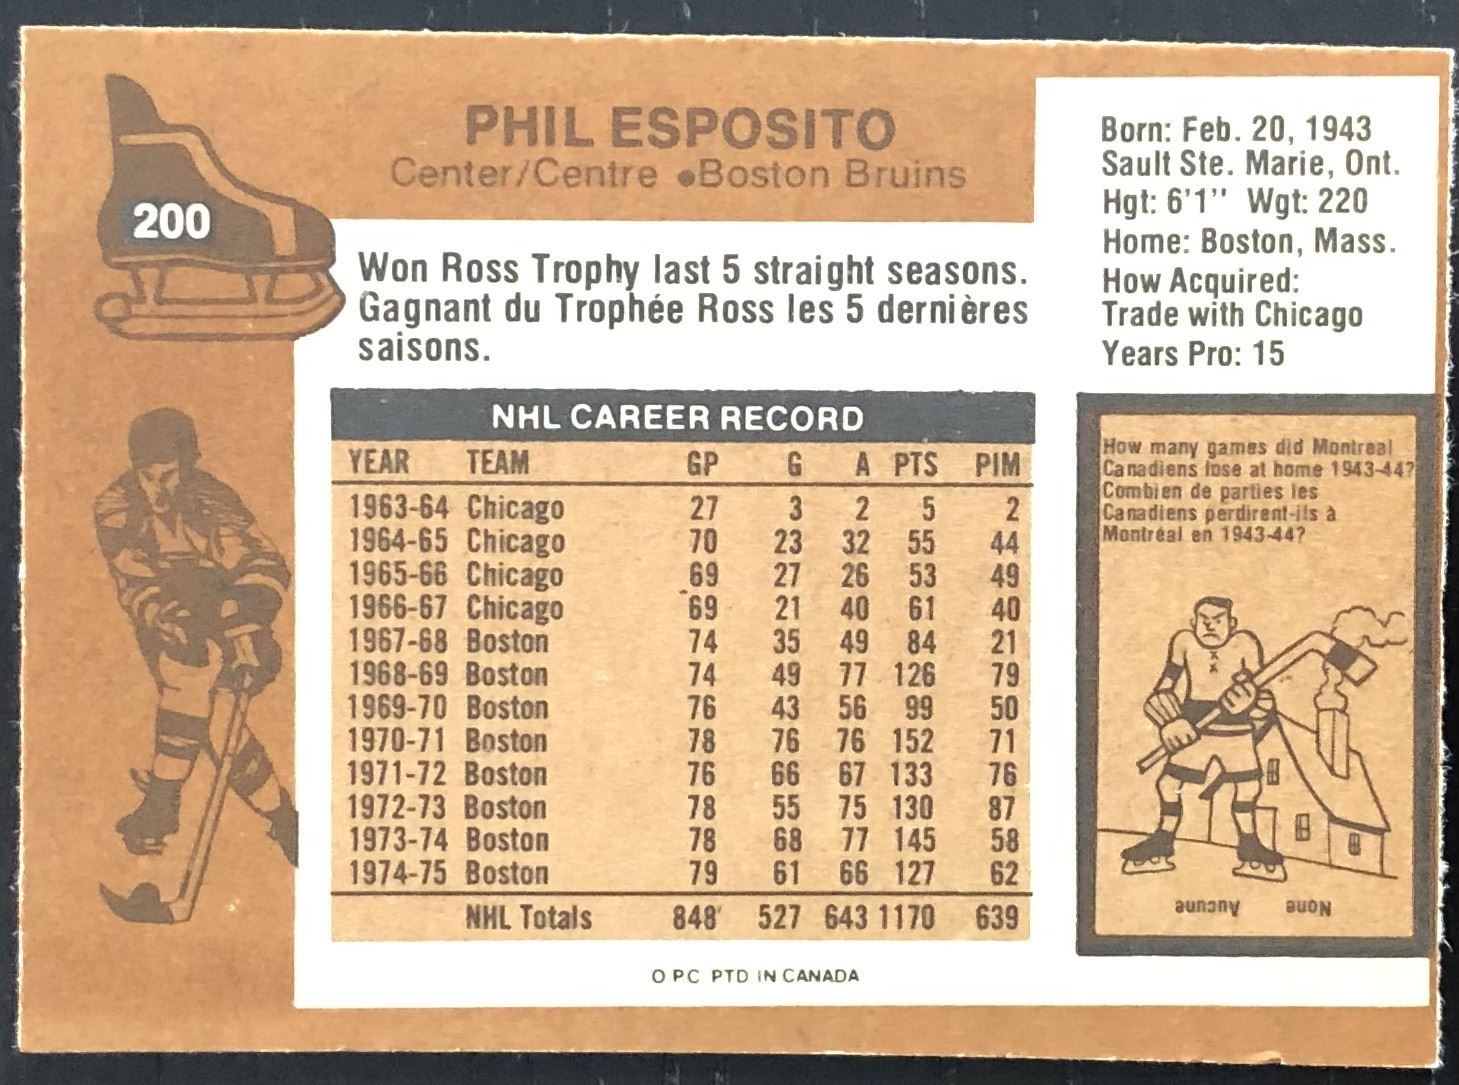 PHIL ESPOSITO
Center/Centre •Boston Bruins
200
Won Ross Trophy last 5 straight seasons.
Gagnant du Trophée Ross les 5 dernières
saisons.
Born: Feb. 20, 1943
Sault Ste. Marie, Ont.
Hgt: 6'1" Wgt: 220
Home: Boston, Mass.
How Acquired:
Trade with Chicago
Years Pro: 15
NHL CAREER RECORD
YEAR TEAM GP G A PTS PIM
1963-64 Chicago 27 3 2 5 2
1964-65 Chicago 70 23 32 55 44
1965-66 Chicago 69 27 26 53 49
1966-67 Chicago 69 21 40 61 40
1967-68 Boston 74 35 49 84 21
1968-69 Boston 74 49 77 126 79
1969-70 Boston 76 43 56 99 50
1970-71 Boston 78 76 76 152 71
1971-72 Boston 76 66 67 133 76
1972-73 Boston 78 55 75 130 87
1973-74 Boston 78 68 77 145 58
1974-75 Boston 79 61 66 127 62
NHL Totals 848 527 643 1170 639
How many games did Montreal
Canadiens lose at home 1943-44?
Combien de parties les
Canadiens perdirent-ils à
Montréal en 1943-44?
None Aucune
O PC PTD IN CANADA